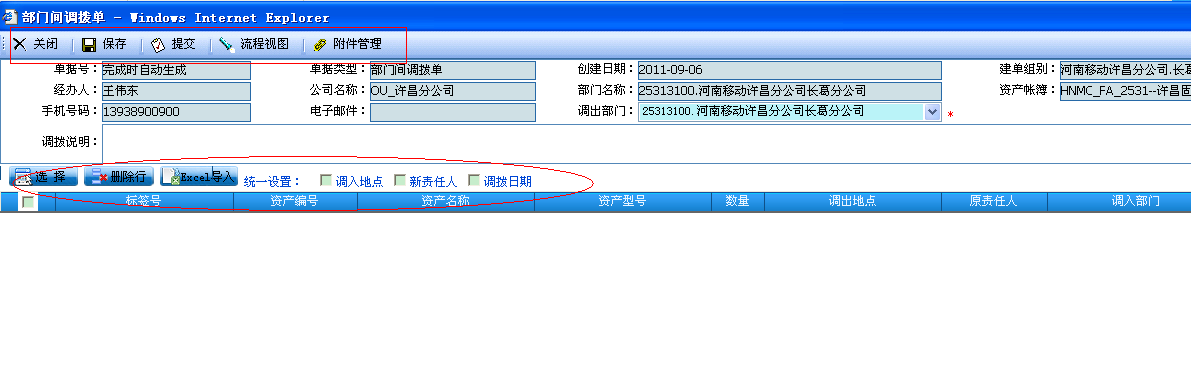 部门间调拨单 - Windows Internet Explorer
关闭 保存 提交 流程视图 附件管理
单据号： 完成时自动生成 单据类型： 部门间调拨单 创建日期： 2011-09-06 建单组别： 河南移动许昌分公司.长葛
经办人： 王伟东 公司名称： OU_许昌分公司 部门名称： 25313100.河南移动许昌分公司长葛分公司 资产帐簿： HNMC_FA_2531--许昌固
手机号码： 13938900900 电子邮件： 调出部门： 25313100.河南移动许昌分公司长葛分公司 *
调拨说明：
选 择 删除行 Excel导入 统一设置： 调入地点 新责任人 调拨日期
标签号 资产编号 资产名称 资产型号 数量 调出地点 原责任人 调入部门